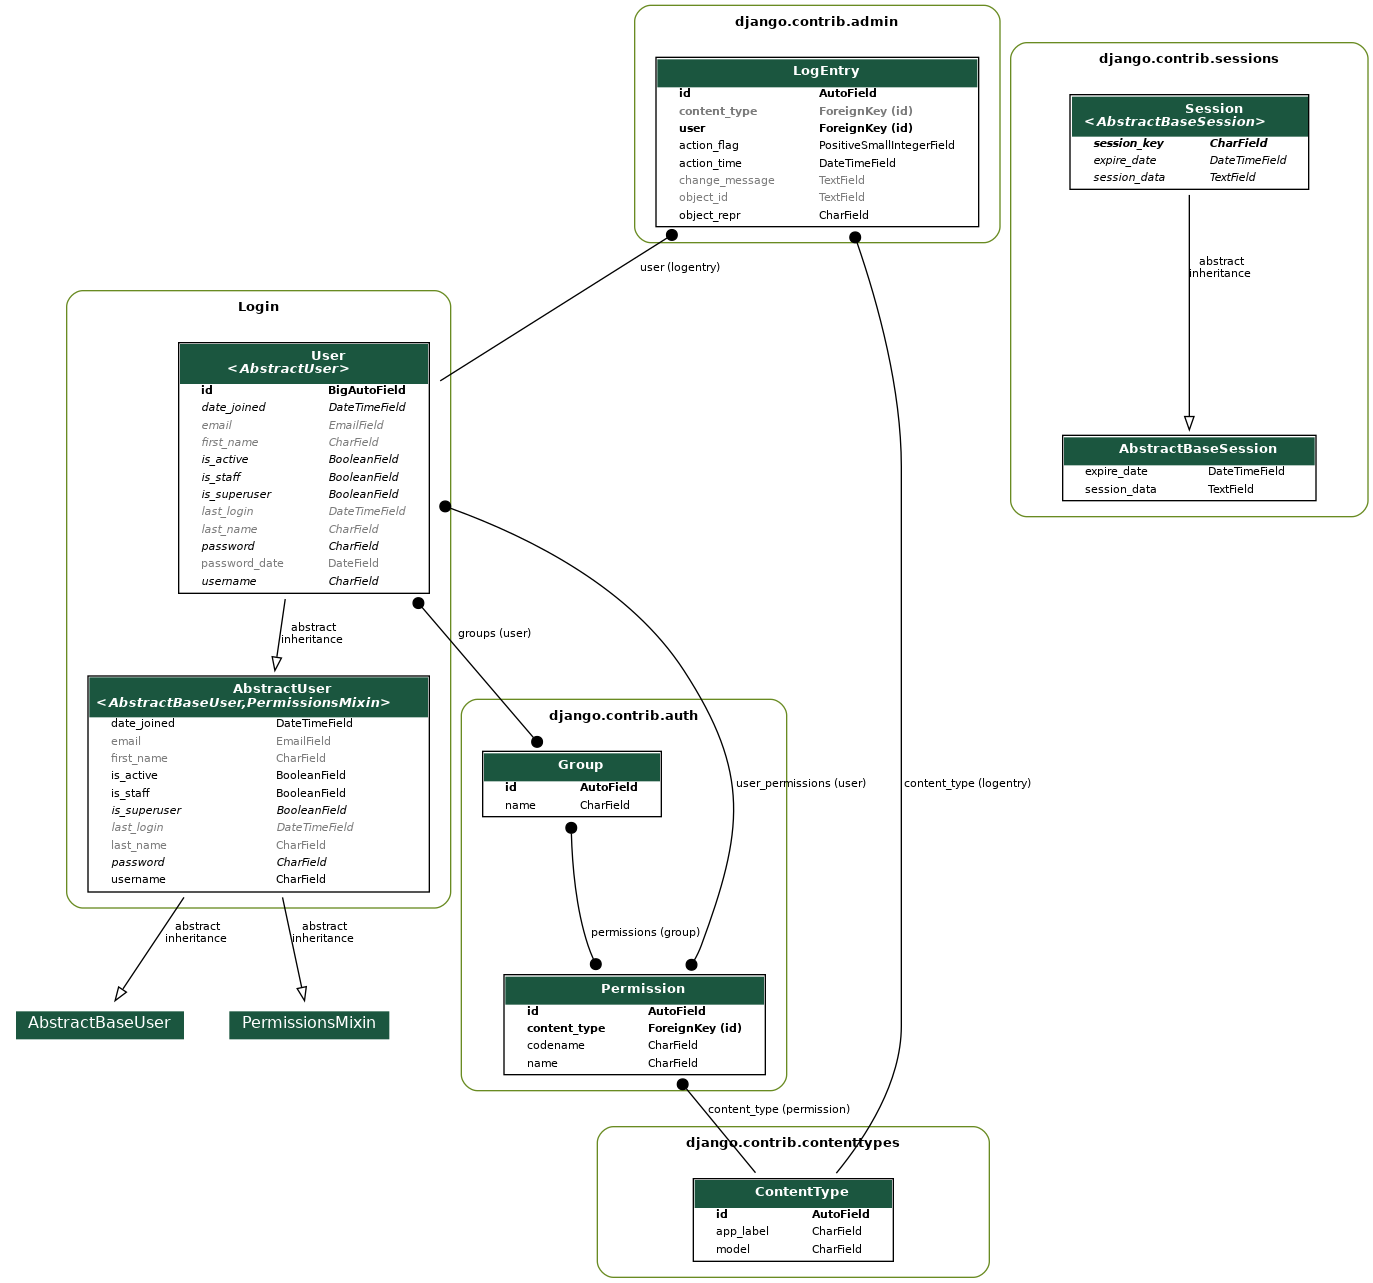 django.contrib.admin
LogEntry
id AutoField
content_type ForeignKey (id)
user ForeignKey (id)
action_flag PositiveSmallIntegerField
action_time DateTimeField
change_message TextField
object_id TextField
object_repr CharField
django.contrib.sessions
Session
<AbstractBaseSession>
session_key CharField
expire_date DateTimeField
session_data TextField
abstract
inheritance
AbstractBaseSession
expire_date DateTimeField
session_data TextField
user (logentry)
Login
User
<AbstractUser>
id BigAutoField
date_joined DateTimeField
email EmailField
first_name CharField
is_active BooleanField
is_staff BooleanField
is_superuser BooleanField
last_login DateTimeField
last_name CharField
password CharField
password_date DateField
username CharField
abstract
inheritance
groups (user)
AbstractUser
<AbstractBaseUser,PermissionsMixin>
date_joined DateTimeField
email EmailField
first_name CharField
is_active BooleanField
is_staff BooleanField
is_superuser BooleanField
last_login DateTimeField
last_name CharField
password CharField
username CharField
django.contrib.auth
Group
id AutoField
name CharField
user_permissions (user)
content_type (logentry)
abstract
inheritance
abstract
inheritance
permissions (group)
AbstractBaseUser
PermissionsMixin
Permission
id AutoField
content_type ForeignKey (id)
codename CharField
name CharField
content_type (permission)
django.contrib.contenttypes
ContentType
id AutoField
app_label CharField
model CharField